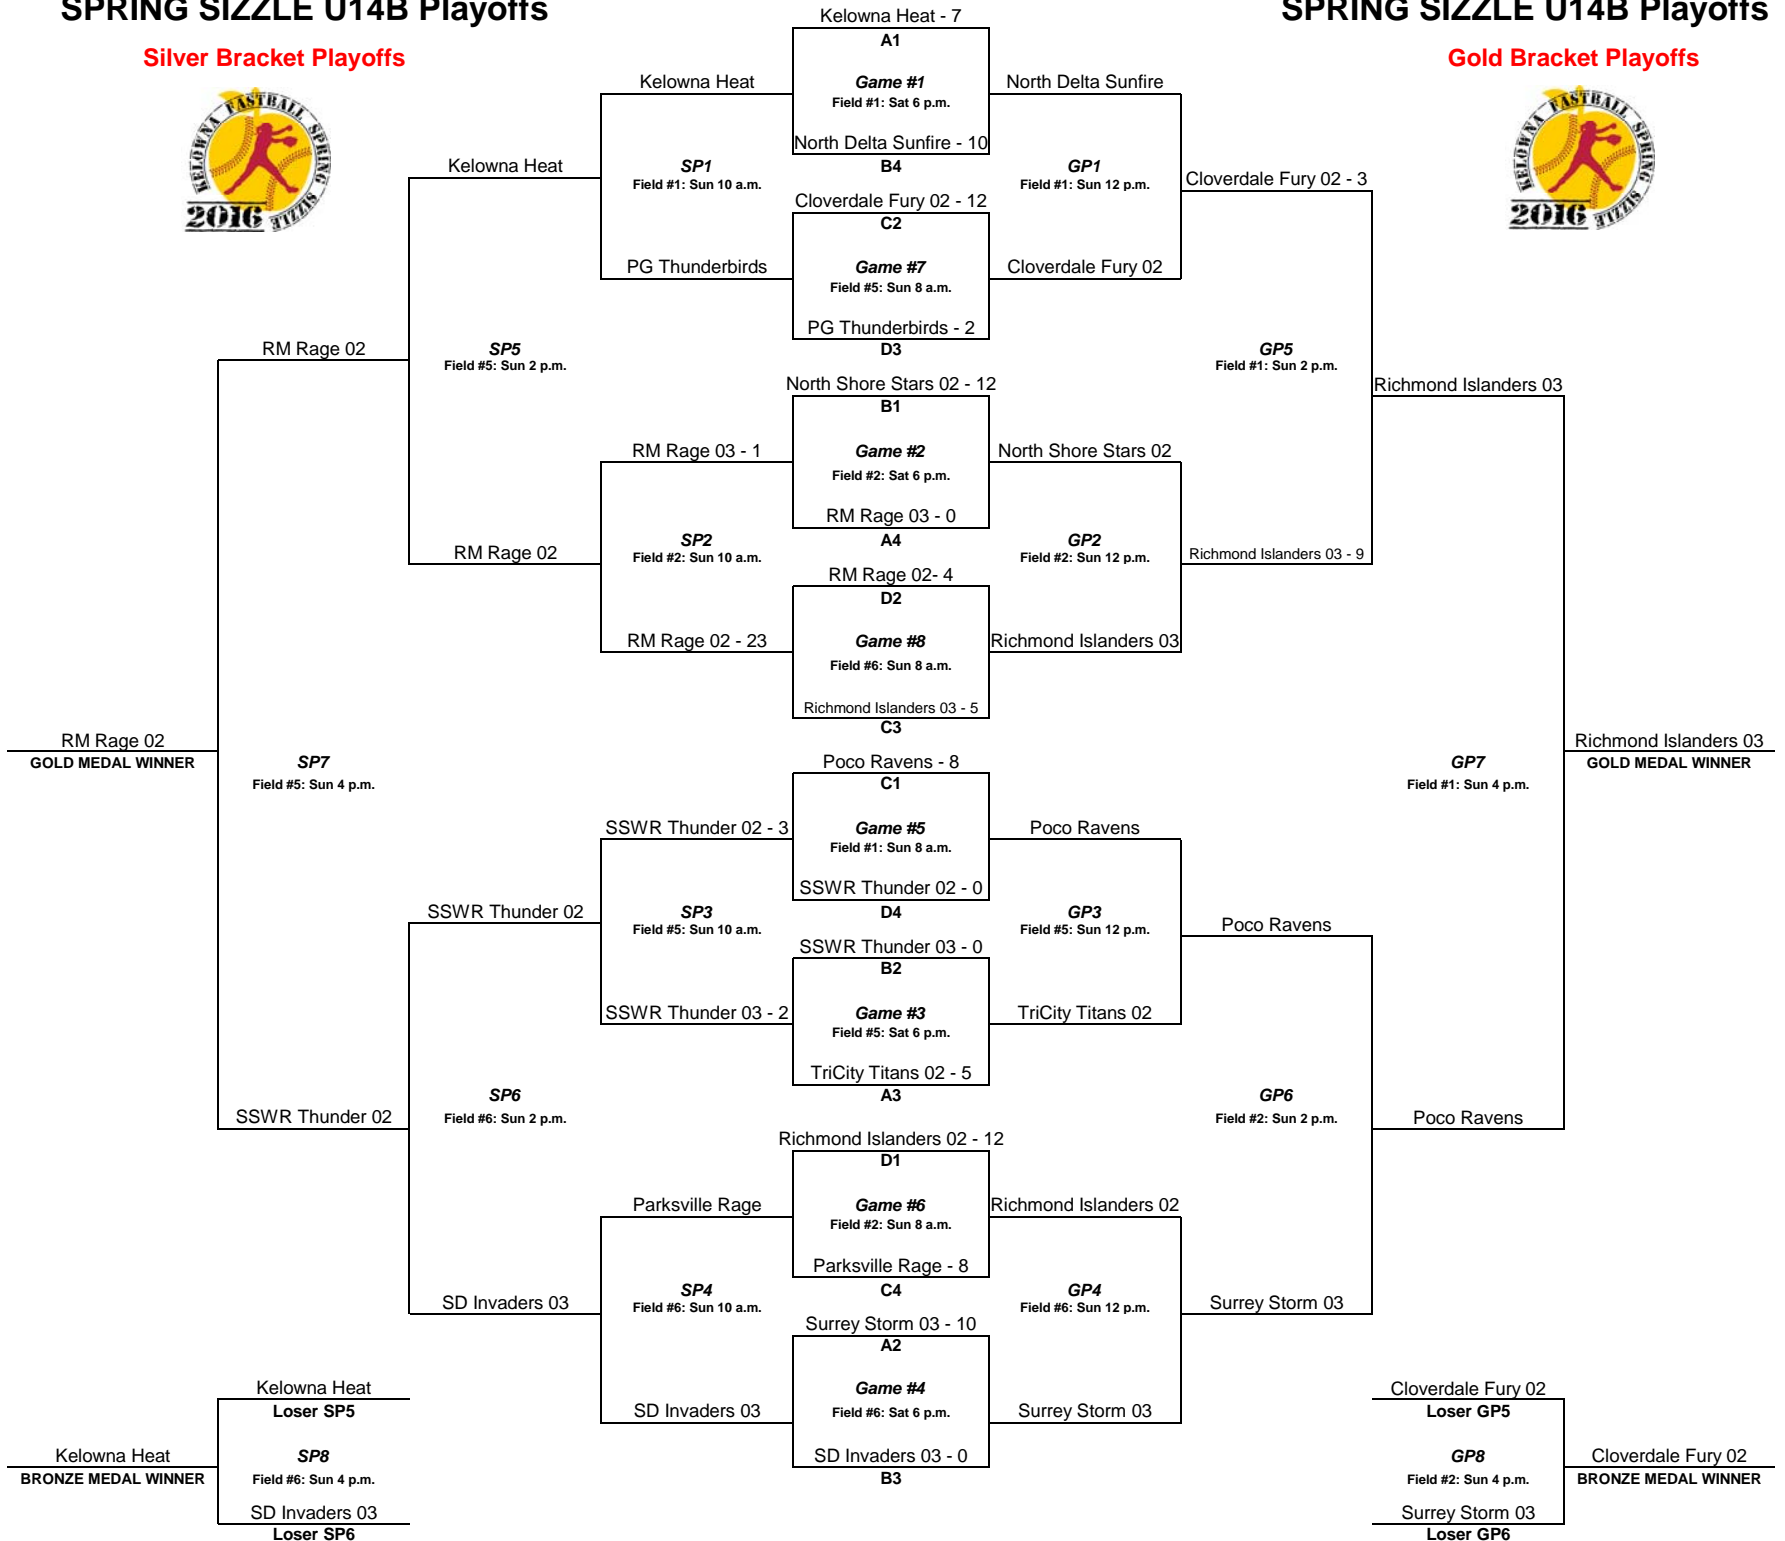 SPRING SIZZLE U14B Playoffs
SPRING SIZZLE U14B Playoffs
Silver Bracket Playoffs
Gold Bracket Playoffs
KELOWNA FASTBALL SPRING SIZZLE
2016
KELOWNA FASTBALL SPRING SIZZLE
2016
Kelowna Heat - 7
A1
Game #1
Field #1: Sat 6 p.m.
North Delta Sunfire - 10
B4
Cloverdale Fury 02 - 12
C2
Game #7
Field #5: Sun 8 a.m.
PG Thunderbirds - 2
D3
North Shore Stars 02 - 12
B1
Game #2
Field #2: Sat 6 p.m.
RM Rage 03 - 0
A4
RM Rage 02- 4
D2
Game #8
Field #6: Sun 8 a.m.
Richmond Islanders 03 - 5
C3
Poco Ravens - 8
C1
Game #5
Field #1: Sun 8 a.m.
SSWR Thunder 02 - 0
D4
SSWR Thunder 03 - 0
B2
Game #3
Field #5: Sat 6 p.m.
TriCity Titans 02 - 5
A3
Richmond Islanders 02 - 12
D1
Game #6
Field #2: Sun 8 a.m.
Parksville Rage - 8
C4
Surrey Storm 03 - 10
A2
Game #4
Field #6: Sat 6 p.m.
SD Invaders 03 - 0
B3
Kelowna Heat
SP1
Field #1: Sun 10 a.m.
PG Thunderbirds
RM Rage 03 - 1
SP2
Field #2: Sun 10 a.m.
RM Rage 02 - 23
SSWR Thunder 02 - 3
SP3
Field #5: Sun 10 a.m.
SSWR Thunder 03 - 2
Parksville Rage
SP4
Field #6: Sun 10 a.m.
SD Invaders 03
Kelowna Heat
SP5
Field #5: Sun 2 p.m.
RM Rage 02
SSWR Thunder 02
SP6
Field #6: Sun 2 p.m.
SD Invaders 03
RM Rage 02
SP7
Field #5: Sun 4 p.m.
SSWR Thunder 02
RM Rage 02
GOLD MEDAL WINNER
Kelowna Heat
Loser SP5
SP8
Field #6: Sun 4 p.m.
SD Invaders 03
Loser SP6
Kelowna Heat
BRONZE MEDAL WINNER
North Delta Sunfire
GP1
Field #1: Sun 12 p.m.
Cloverdale Fury 02
North Shore Stars 02
GP2
Field #2: Sun 12 p.m.
Richmond Islanders 03
Poco Ravens
GP3
Field #5: Sun 12 p.m.
TriCity Titans 02
Richmond Islanders 02
GP4
Field #6: Sun 12 p.m.
Surrey Storm 03
Cloverdale Fury 02 - 3
GP5
Field #1: Sun 2 p.m.
Richmond Islanders 03 - 9
Poco Ravens
GP6
Field #2: Sun 2 p.m.
Surrey Storm 03
Richmond Islanders 03
GP7
Field #1: Sun 4 p.m.
Poco Ravens
Richmond Islanders 03
GOLD MEDAL WINNER
Cloverdale Fury 02
Loser GP5
GP8
Field #2: Sun 4 p.m.
Surrey Storm 03
Loser GP6
Cloverdale Fury 02
BRONZE MEDAL WINNER